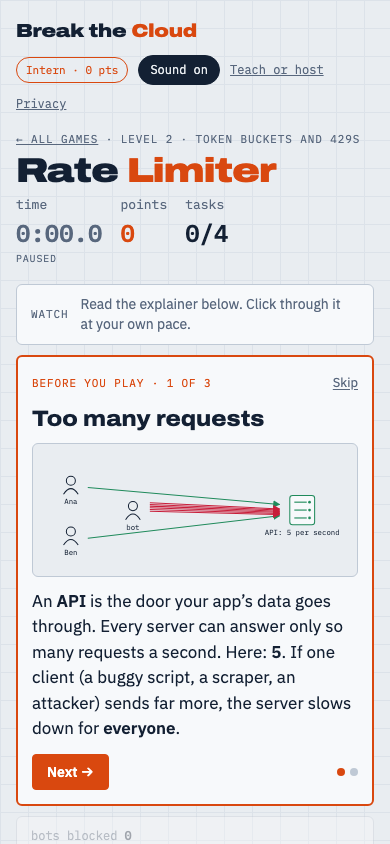 Break the Cloud
Intern · 0 pts
Sound on
Teach or host
Privacy
← ALL GAMES · LEVEL 2 · TOKEN BUCKETS AND 429S
Rate Limiter
time points tasks
0:00.0 0 0/4
PAUSED
WATCH
Read the explainer below. Click through it
at your own pace.
BEFORE YOU PLAY · 1 OF 3
Skip
Too many requests
Ana
bot
API: 5 per second
Ben
An API is the door your app’s data goes
through. Every server can answer only so
many requests a second. Here: 5. If one
client (a buggy script, a scraper, an
attacker) sends far more, the server slows
down for everyone.
Next →
bots blocked 0